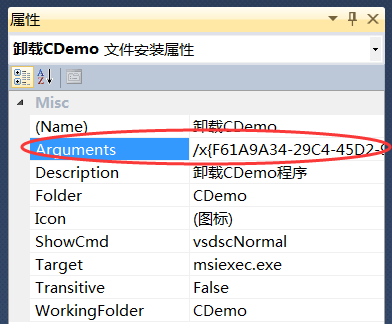 属性
卸载CDemo 文件安装属性
Misc
(Name) 卸载CDemo
Arguments /x{F61A9A34-29C4-45D2-
Description 卸载CDemo程序
Folder CDemo
Icon (图标)
ShowCmd vsdscNormal
Target msiexec.exe
Transitive False
WorkingFolder CDemo